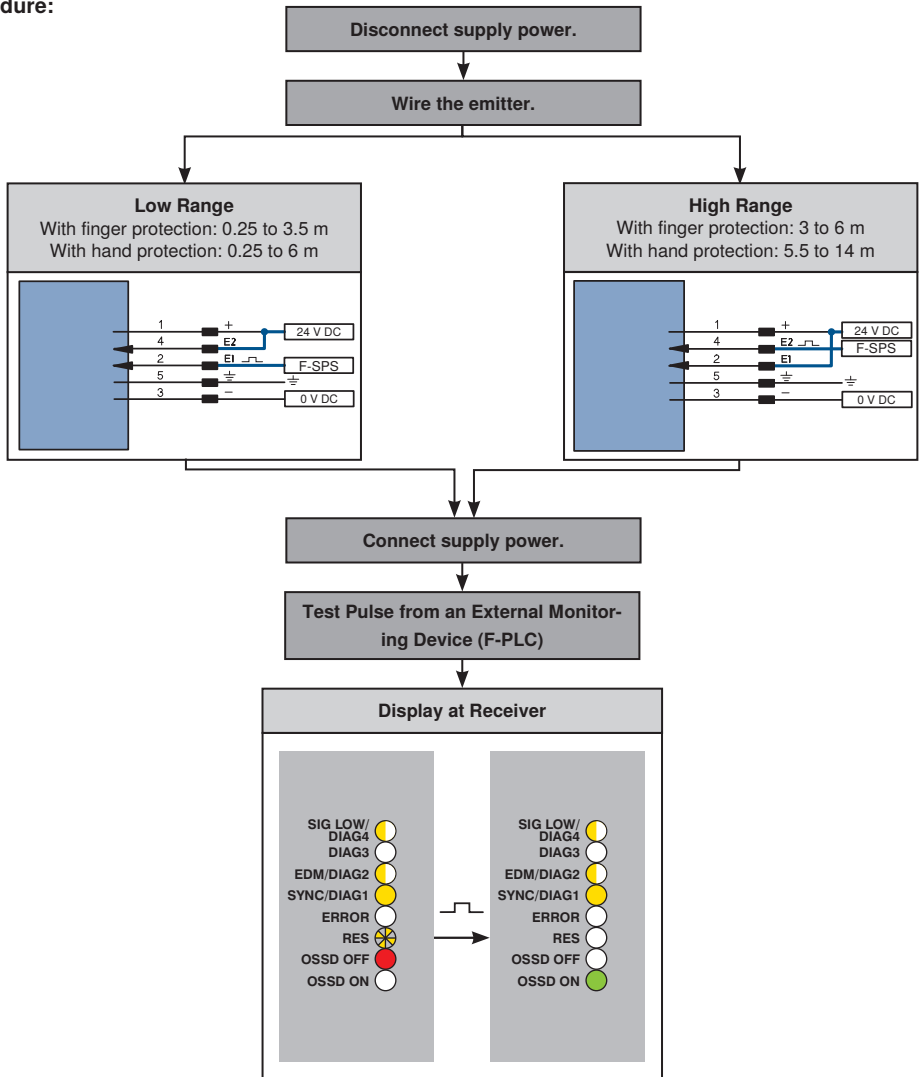 dure:
Disconnect supply power.
Wire the emitter.
Low Range
With finger protection: 0.25 to 3.5 m
With hand protection: 0.25 to 6 m
1 + 24 V DC
4 E2
2 E1 F-SPS
5
3 – 0 V DC
High Range
With finger protection: 3 to 6 m
With hand protection: 5.5 to 14 m
1 + 24 V DC
4 E2 F-SPS
2 E1
5
3 – 0 V DC
Connect supply power.
Test Pulse from an External Monitor-
ing Device (F-PLC)
Display at Receiver
SIG LOW/
DIAG4
DIAG3
EDM/DIAG2
SYNC/DIAG1
ERROR
RES
OSSD OFF
OSSD ON
SIG LOW/
DIAG4
DIAG3
EDM/DIAG2
SYNC/DIAG1
ERROR
RES
OSSD OFF
OSSD ON